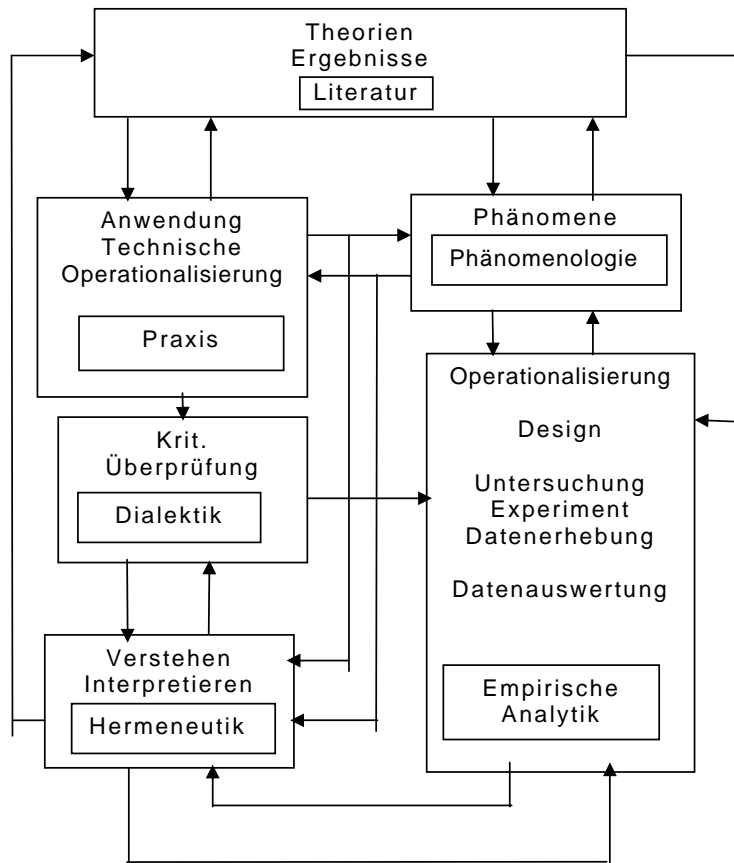 Theorien
Ergebnisse
Literatur
Anwendung
Technische
Operationalisierung
Praxis
Phänomene
Phänomenologie
Krit.
Überprüfung
Dialektik
Operationalisierung
Design
Untersuchung
Experiment
Datenerhebung
Datenauswertung
Empirische
Analytik
Verstehen
Interpretieren
Hermeneutik